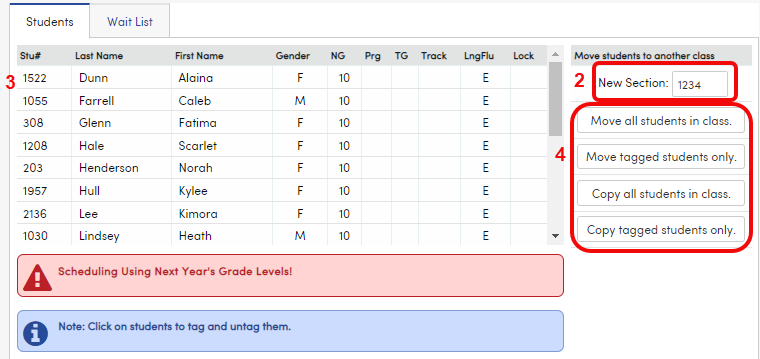 Students Wait List
Stu# Last Name First Name Gender NG Prg TG Track LngFlu Lock Move students to another class
3 1522 Dunn Alaina F 10 E 2 New Section: 1234
1055 Farrell Caleb M 10 E
308 Glenn Fatima F 10 E Move all students in class.
1208 Hale Scarlet F 10 E 4 Move tagged students only.
203 Henderson Norah F 10 E
1957 Hull Kylee F 10 E Copy all students in class.
2136 Lee Kimora F 10 E
1030 Lindsey Heath M 10 E Copy tagged students only.
Scheduling Using Next Year's Grade Levels!
Note: Click on students to tag and untag them.